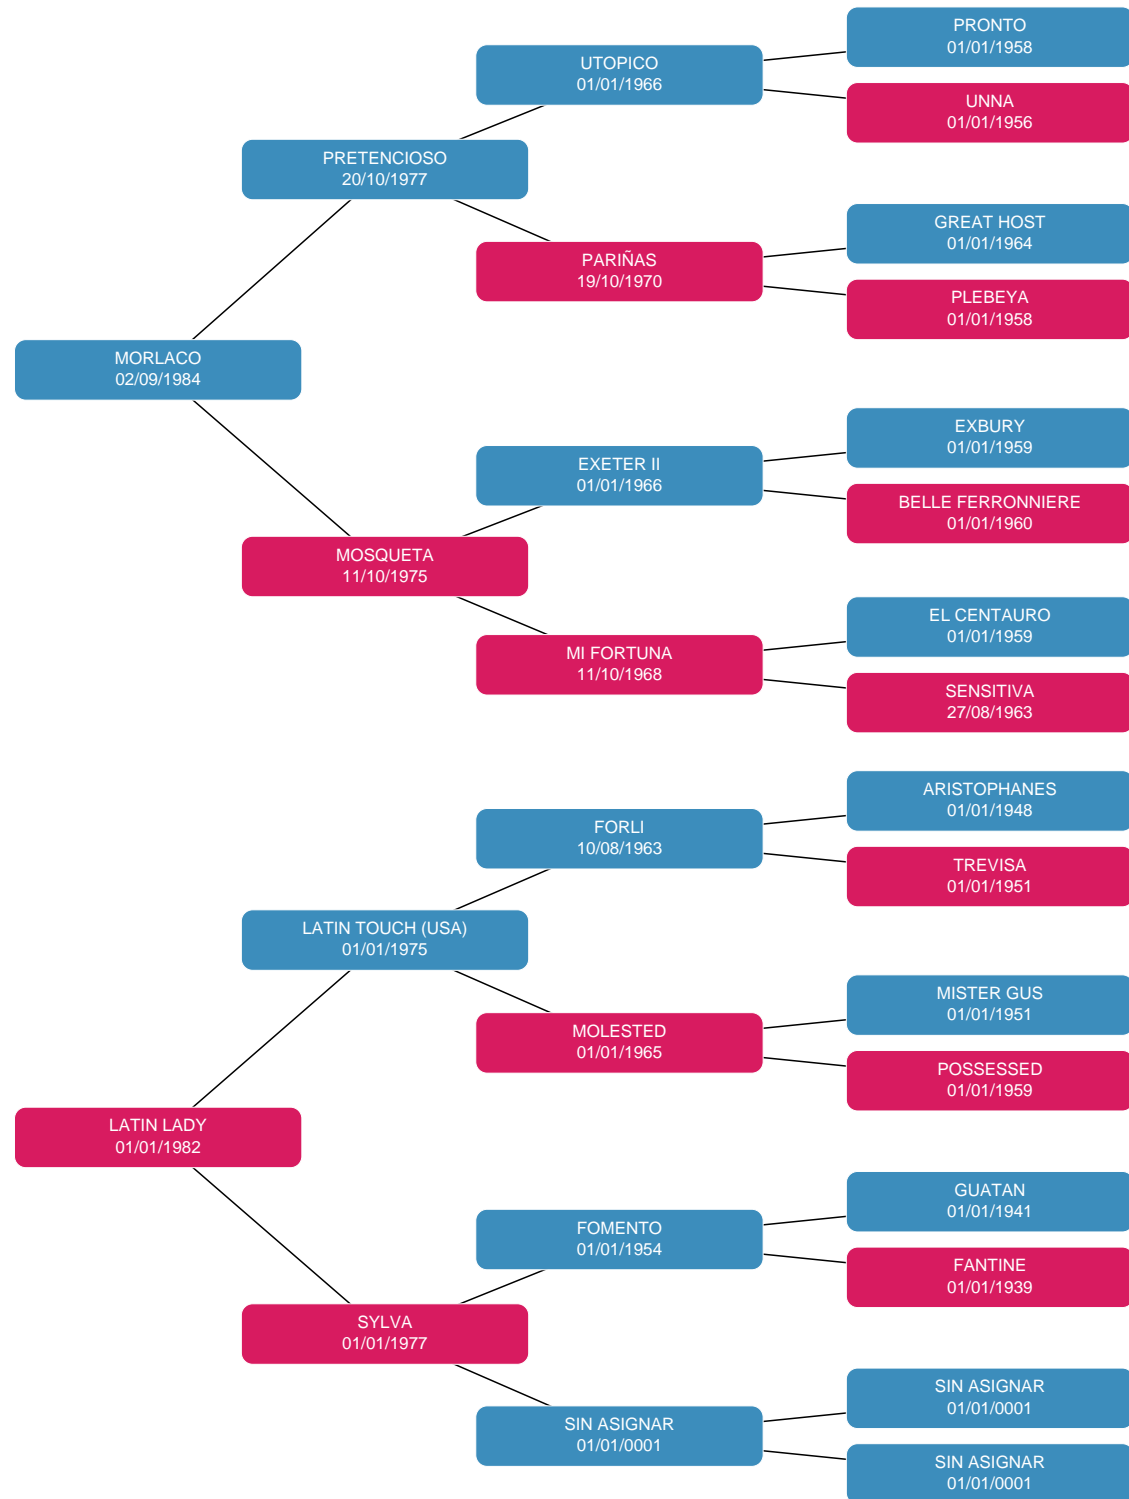 PRONTO
01/01/1958
UTOPICO
01/01/1966
UNNA
01/01/1956
PRETENCIOSO
20/10/1977
GREAT HOST
01/01/1964
PARIÑAS
19/10/1970
PLEBEYA
01/01/1958
MORLACO
02/09/1984
EXBURY
01/01/1959
EXETER II
01/01/1966
BELLE FERRONNIERE
01/01/1960
MOSQUETA
11/10/1975
EL CENTAURO
01/01/1959
MI FORTUNA
11/10/1968
SENSITIVA
27/08/1963
ARISTOPHANES
01/01/1948
FORLI
10/08/1963
TREVISA
01/01/1951
LATIN TOUCH (USA)
01/01/1975
MISTER GUS
01/01/1951
MOLESTED
01/01/1965
POSSESSED
01/01/1959
LATIN LADY
01/01/1982
GUATAN
01/01/1941
FOMENTO
01/01/1954
FANTINE
01/01/1939
SYLVA
01/01/1977
SIN ASIGNAR
01/01/0001
SIN ASIGNAR
01/01/0001
SIN ASIGNAR
01/01/0001